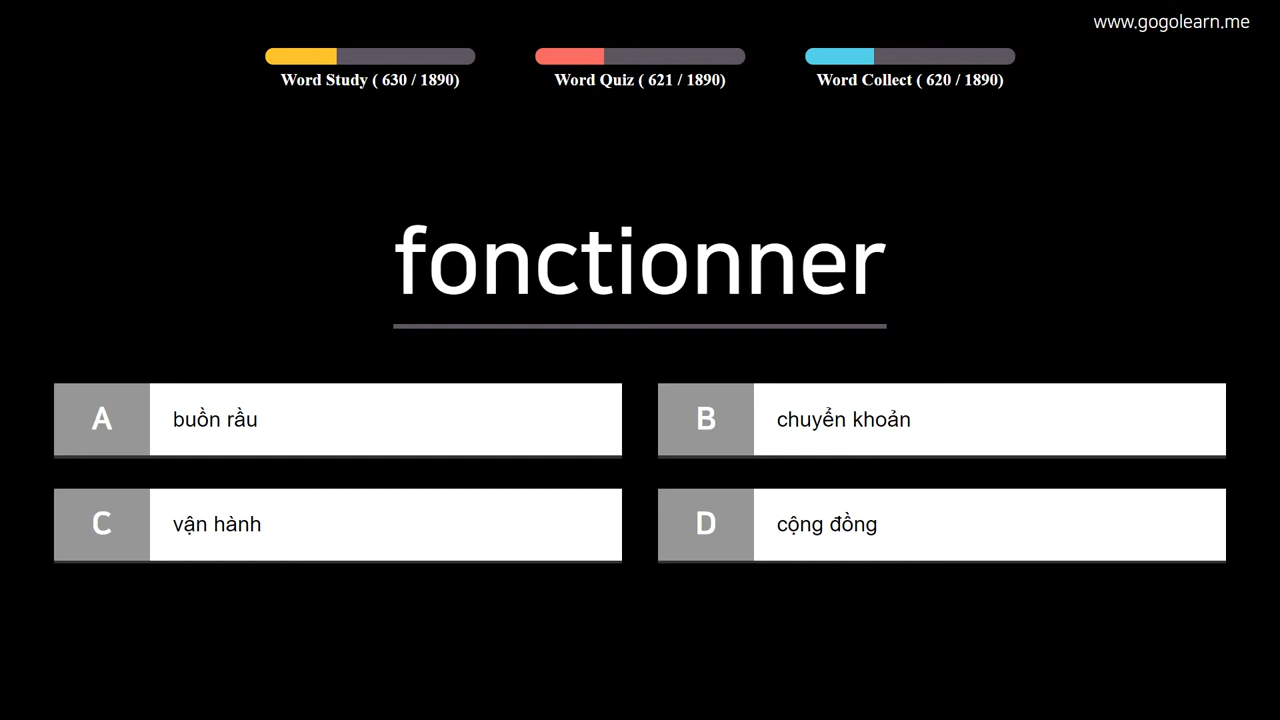 www.gogolearn.me
Word Study ( 630 / 1890)
Word Quiz ( 621 / 1890)
Word Collect ( 620 / 1890)
fonctionner
A buồn rầu
B chuyển khoản
C vận hành
D cộng đồng